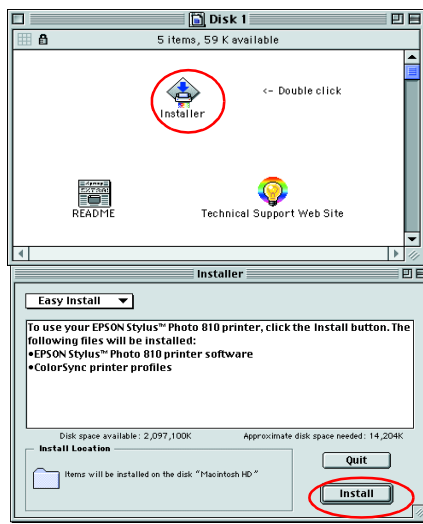 Disk 1
5 items, 59 K available
<- Double click
Installer
README
Technical Support Web Site
Installer
Easy Install
To use your EPSON Stylus™ Photo 810 printer, click the Install button. The
following files will be installed:
•EPSON Stylus™ Photo 810 printer software
•ColorSync printer profiles
Disk space available: 2,097,100K
Approximate disk space needed: 14,204K
Install Location
Items will be installed on the disk "Macintosh HD"
Quit
Install